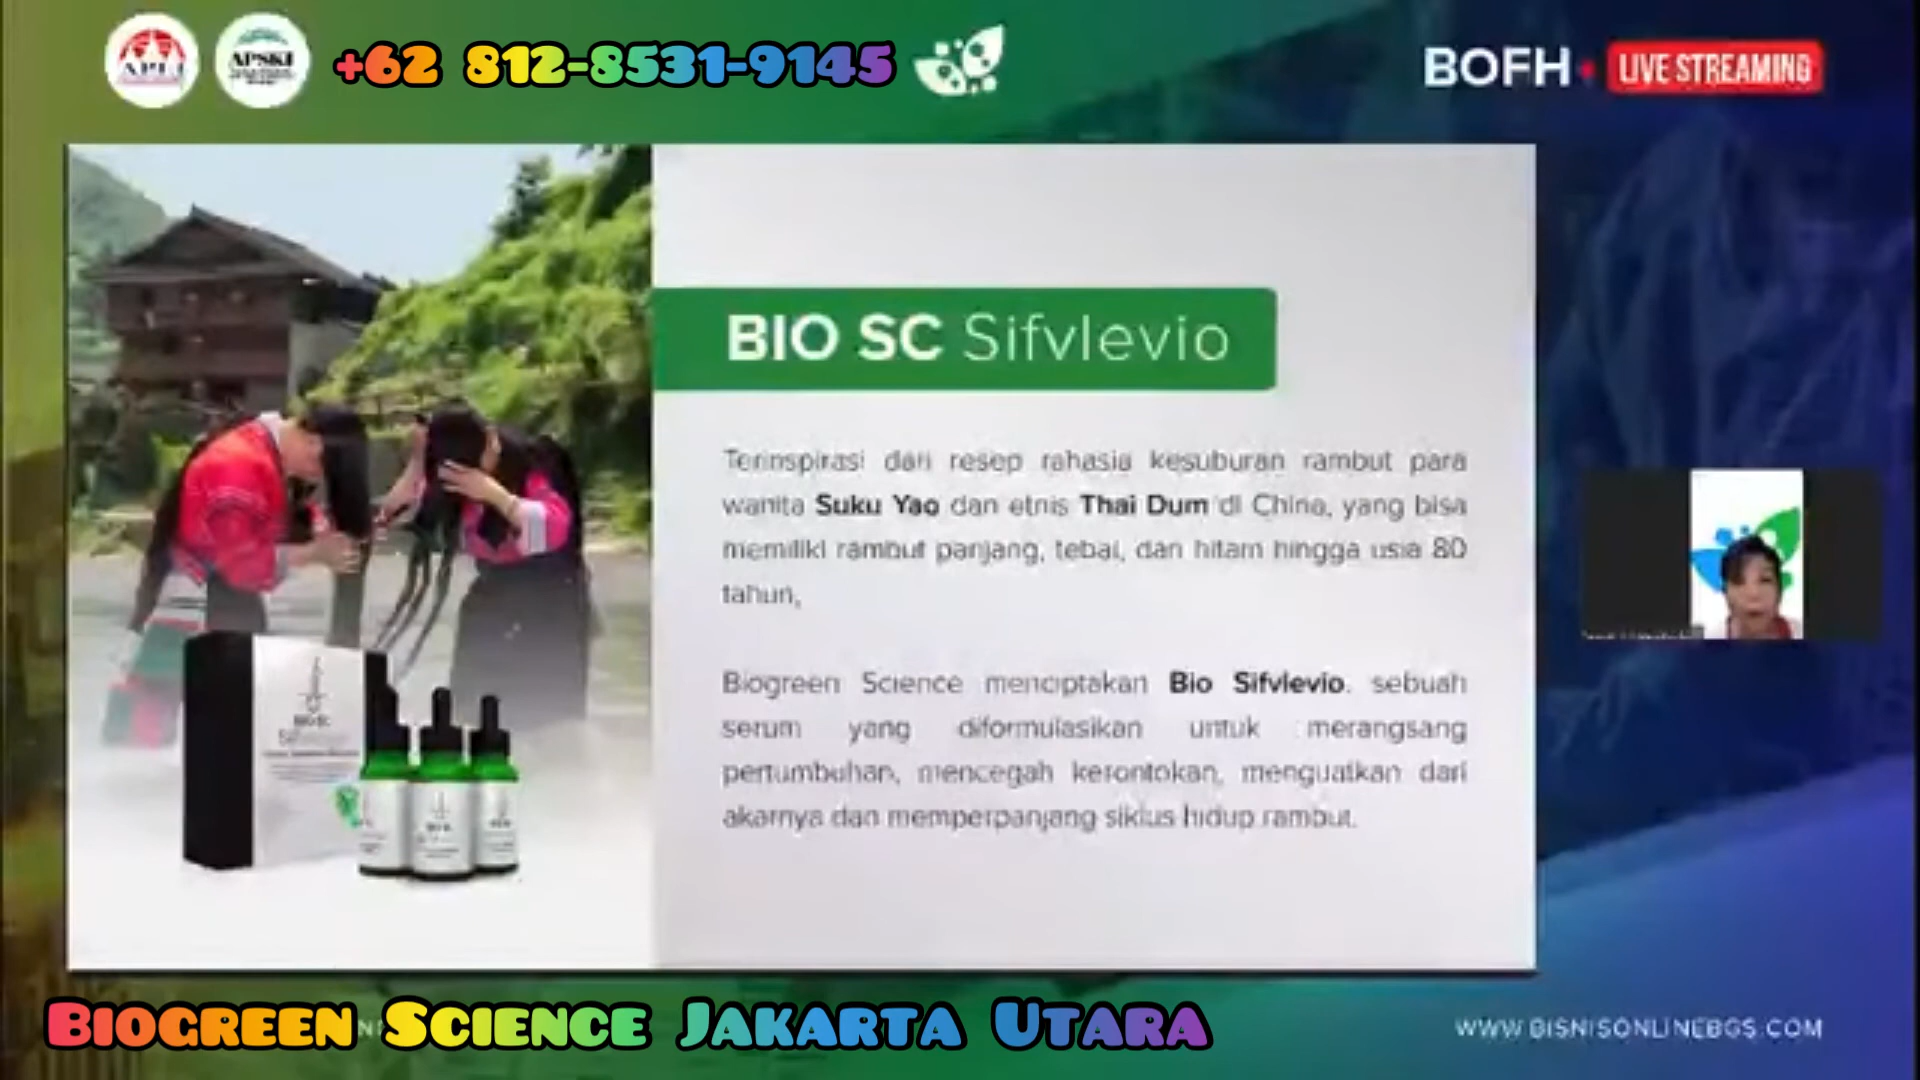 APLI
APSKI
+62 812-8531-9145
BOFH
LIVE STREAMING
BIO SC Sifvlevio
Terinspirasi dari resep rahasia kesuburan rambut para
wanita Suku Yao dan etnis Thai Dum di China, yang bisa
memiliki rambut panjang, tebal, dan hitam hingga usia 80
tahun,
Biogreen Science menciptakan Bio Sifvlevio, sebuah
serum yang diformulasikan untuk merangsang
pertumbuhan, mencegah kerontokan, menguatkan dari
akarnya dan memperpanjang siklus hidup rambut.
Biogreen Science Jakarta Utara
WWW.BISNISONLINEBGS.COM